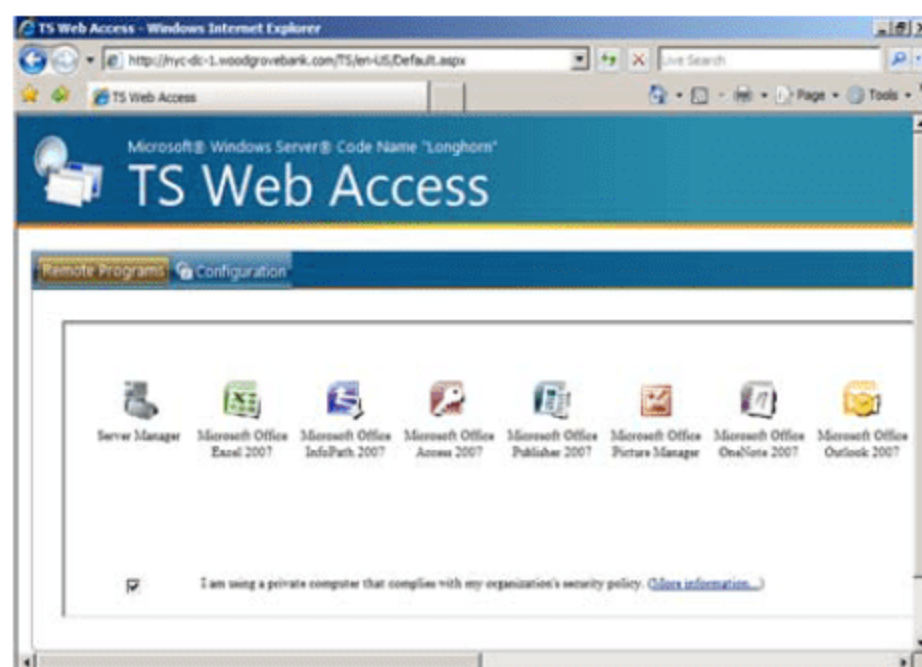 TS Web Access - Windows Internet Explorer
http://nyc-dc-1.woodgrovebank.com/TS/en-US/Default.aspx
Live Search
TS Web Access
Page
Tools
Microsoft® Windows Server® Code Name "Longhorn"
TS Web Access
Remote Programs
Configuration
Server Manager
Microsoft Office
Excel 2007
Microsoft Office
InfoPath 2007
Microsoft Office
Access 2007
Microsoft Office
Publisher 2007
Microsoft Office
Picture Manager
Microsoft Office
OneNote 2007
Microsoft Office
Outlook 2007
I am using a private computer that complies with my organization's security policy. (More information...)